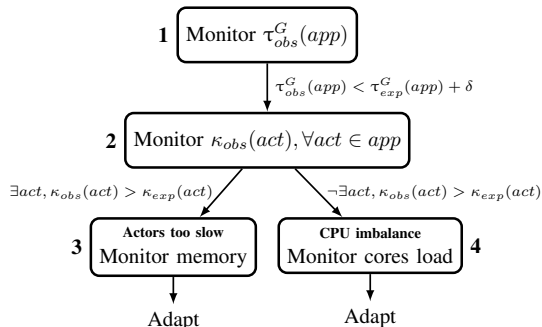 1 Monitor τ^G_obs(app)
τ^G_obs(app) < τ^G_exp(app) + δ
2 Monitor κ_obs(act), ∀act ∈ app
∃act, κ_obs(act) > κ_exp(act)
¬∃act, κ_obs(act) > κ_exp(act)
3 Actors too slow
Monitor memory
CPU imbalance
Monitor cores load 4
Adapt
Adapt